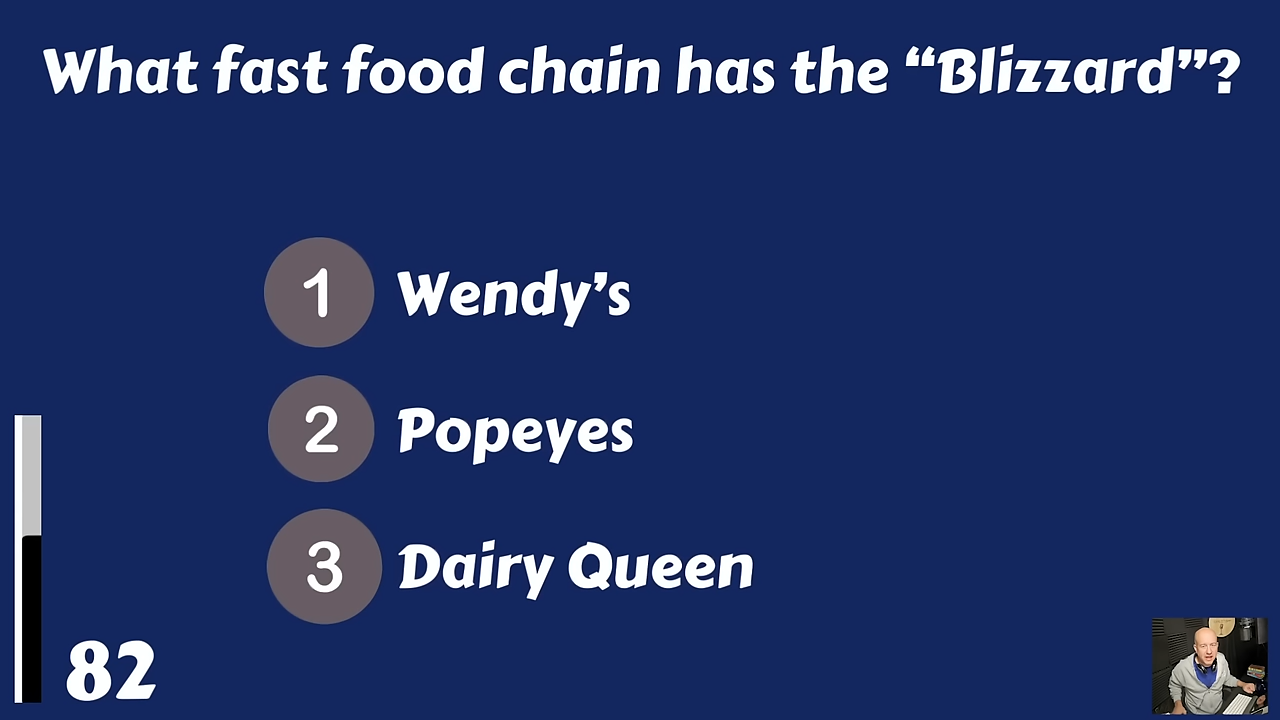 What fast food chain has the “Blizzard”?
1 Wendy’s
2 Popeyes
3 Dairy Queen
82